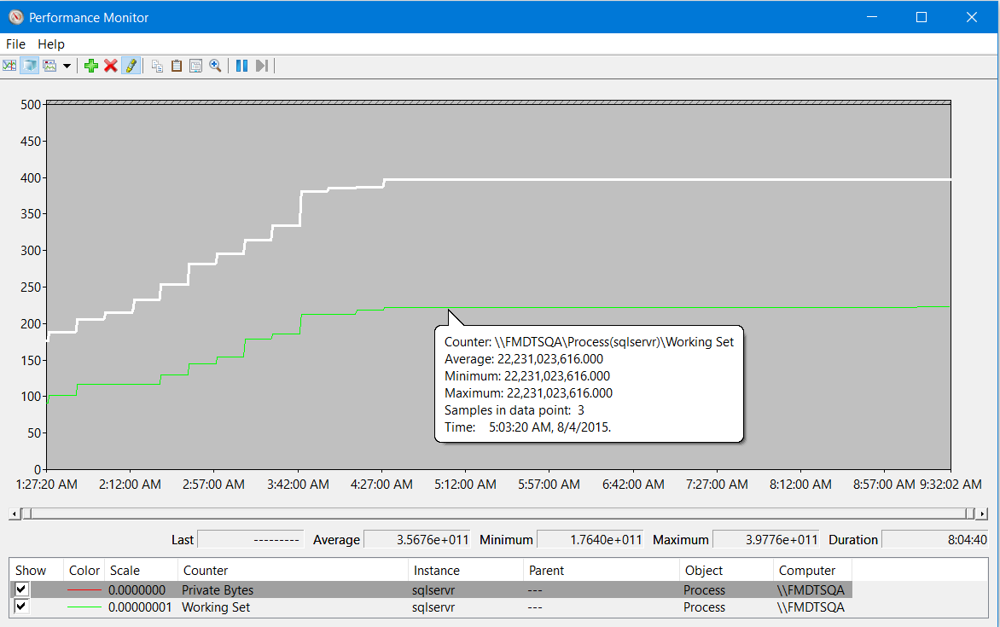 Performance Monitor
File Help
500
450
400
350
300
250
200
150
100
50
0
Counter: \\FMDTSQA\Process(sqlservr)\Working Set
Average: 22,231,023,616.000
Minimum: 22,231,023,616.000
Maximum: 22,231,023,616.000
Samples in data point: 3
Time: 5:03:20 AM, 8/4/2015.
1:27:20 AM 2:12:00 AM 2:57:00 AM 3:42:00 AM 4:27:00 AM 5:12:00 AM 5:57:00 AM 6:42:00 AM 7:27:00 AM 8:12:00 AM 8:57:00 AM 9:32:02 AM
Last --------- Average 3.5676e+011 Minimum 1.7640e+011 Maximum 3.9776e+011 Duration 8:04:40
Show Color Scale Counter Instance Parent Object Computer
0.0000000 Private Bytes sqlservr --- Process \\FMDTSQA
0.00000001 Working Set sqlservr --- Process \\FMDTSQA